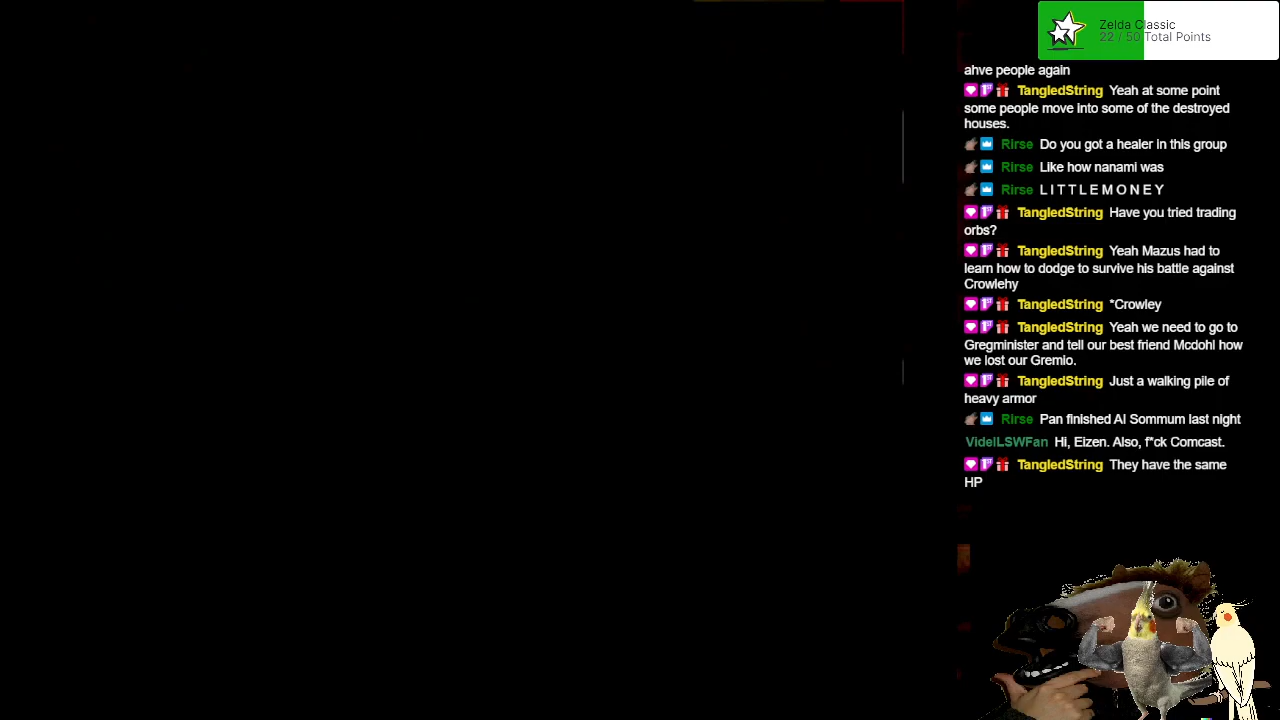 Zelda Classic
22 / 50 Total Points
ahve people again
TangledString Yeah at some point
some people move into some of the destroyed
houses.
Rirse Do you got a healer in this group
Rirse Like how nanami was
Rirse L I T T L E M O N E Y
TangledString Have you tried trading
orbs?
TangledString Yeah Mazus had to
learn how to dodge to survive his battle against
Crowlehy
TangledString *Crowley
TangledString Yeah we need to go to
Gregminister and tell our best friend Mcdohl how
we lost our Gremio.
TangledString Just a walking pile of
heavy armor
Rirse Pan finished AI Sommum last night
VidelLSWFan Hi, Eizen. Also, f*ck Comcast.
TangledString They have the same
HP